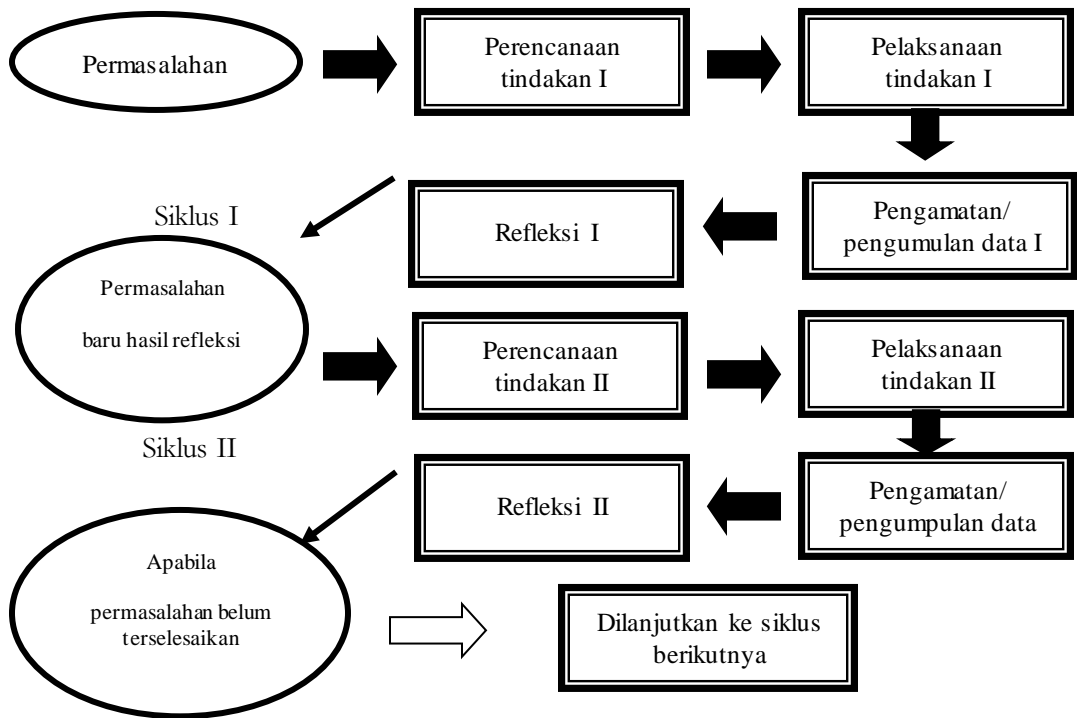 Permasalahan
Perencanaan
tindakan I
Pelaksanaan
tindakan I
Siklus I
Refleksi I
Pengamatan/
pengumulan data I
Permasalahan
baru hasil refleksi
Perencanaan
tindakan II
Pelaksanaan
tindakan II
Siklus II
Refleksi II
Pengamatan/
pengumpulan data
Apabila
permasalahan belum
terselesaikan
Dilanjutkan ke siklus
berikutnya